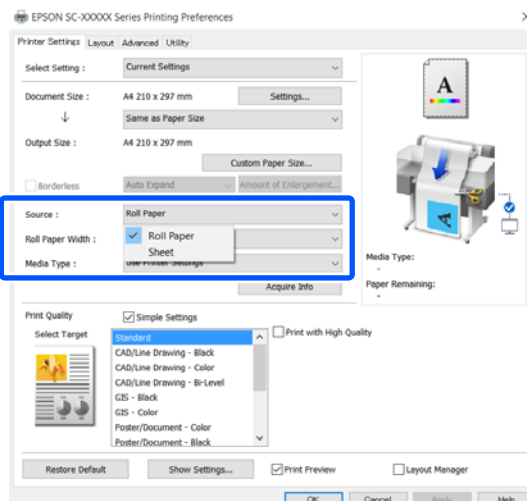 EPSON SC-XXXXX Series Printing Preferences
Printer Settings Layout Advanced Utility
Select Setting : Current Settings
Document Size : A4 210 x 297 mm Settings...
Same as Paper Size
Output Size : A4 210 x 297 mm
Custom Paper Size...
Borderless Auto Expand Amount of Enlargement...
Source : Roll Paper
Roll Paper Width : Roll Paper
Sheet
Media Type : Use Printer Settings
Acquire Info
A
A
Media Type:
-
Paper Remaining:
-
Print Quality Simple Settings
Select Target Standard Print with High Quality
CAD/Line Drawing - Black
CAD/Line Drawing - Color
CAD/Line Drawing - Bi-Level
GIS - Black
GIS - Color
Poster/Document - Color
Poster/Document - Black
Restore Default Show Settings... Print Preview Layout Manager
OK Cancel Apply Help